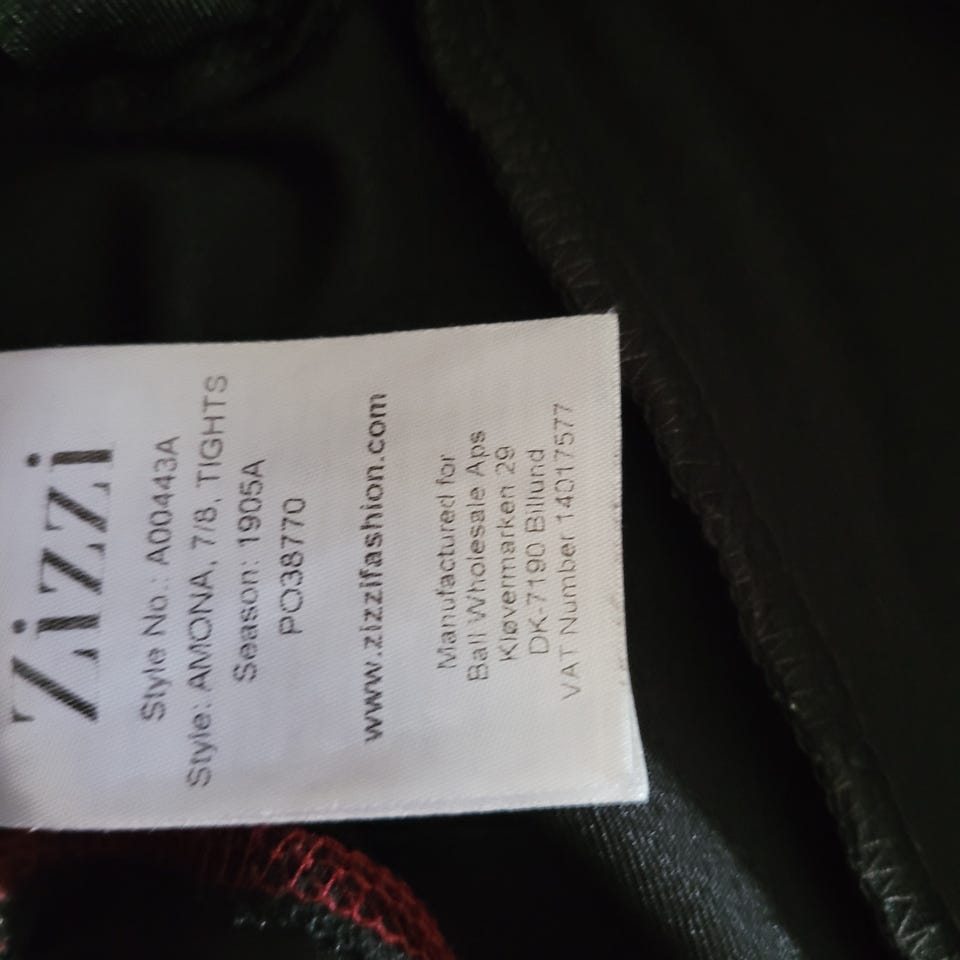 Zizzi
Style No.: A00443A
Style: AMONA, 7/8, TIGHTS
Season: 1905A
PO38770
www.zizzifashion.com
Manufactured for
Ball Wholesale Aps
Kløvermarken 29
DK-7190 Billund
VAT Number 14017577